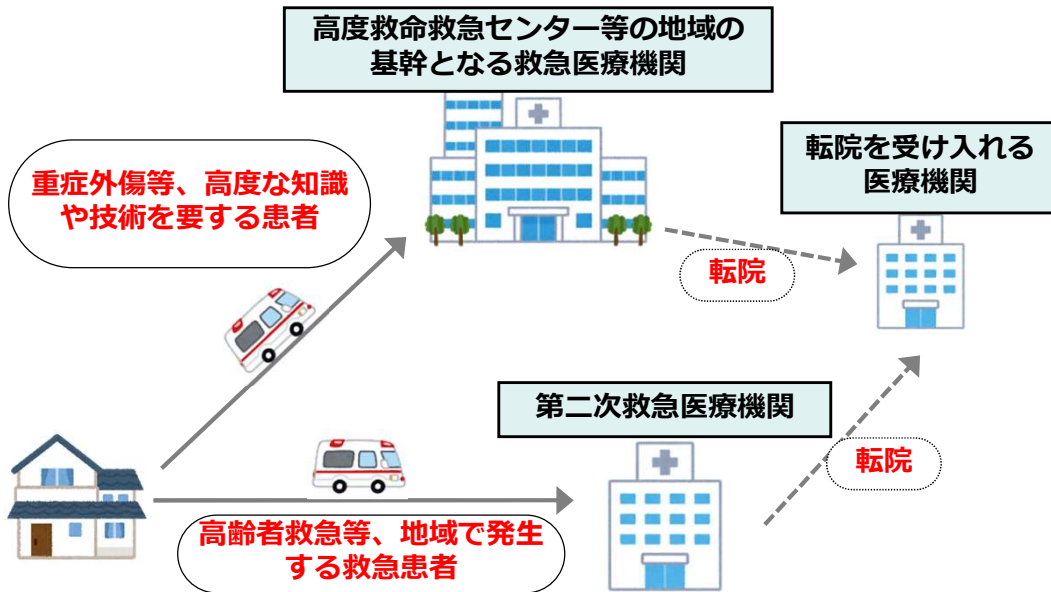 高度救命救急センター等の地域の
基幹となる救急医療機関
転院を受け入れる
医療機関
重症外傷等、高度な知識
や技術を要する患者
転院
第二次救急医療機関
転院
高齢者救急等、地域で発生
する救急患者